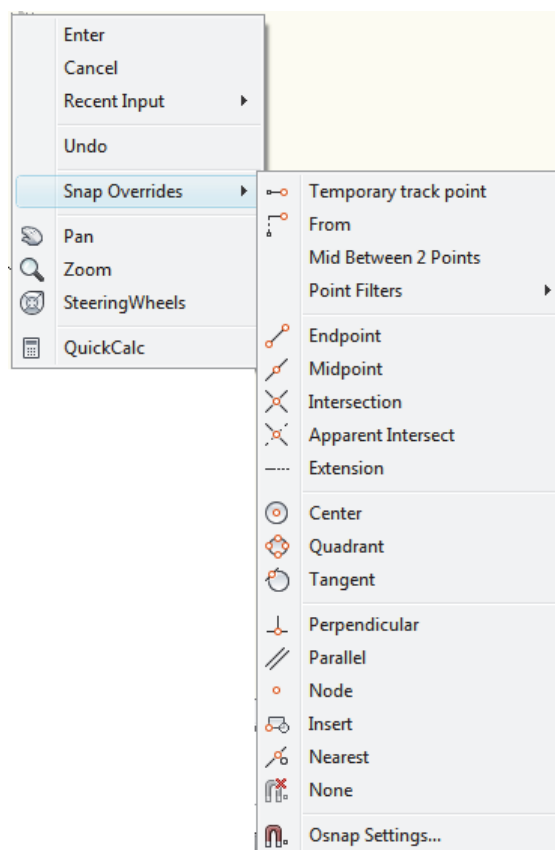 Enter
Cancel
Recent Input
Undo
Snap Overrides
Pan
Zoom
SteeringWheels
QuickCalc
Temporary track point
From
Mid Between 2 Points
Point Filters
Endpoint
Midpoint
Intersection
Apparent Intersect
Extension
Center
Quadrant
Tangent
Perpendicular
Parallel
Node
Insert
Nearest
None
Osnap Settings...